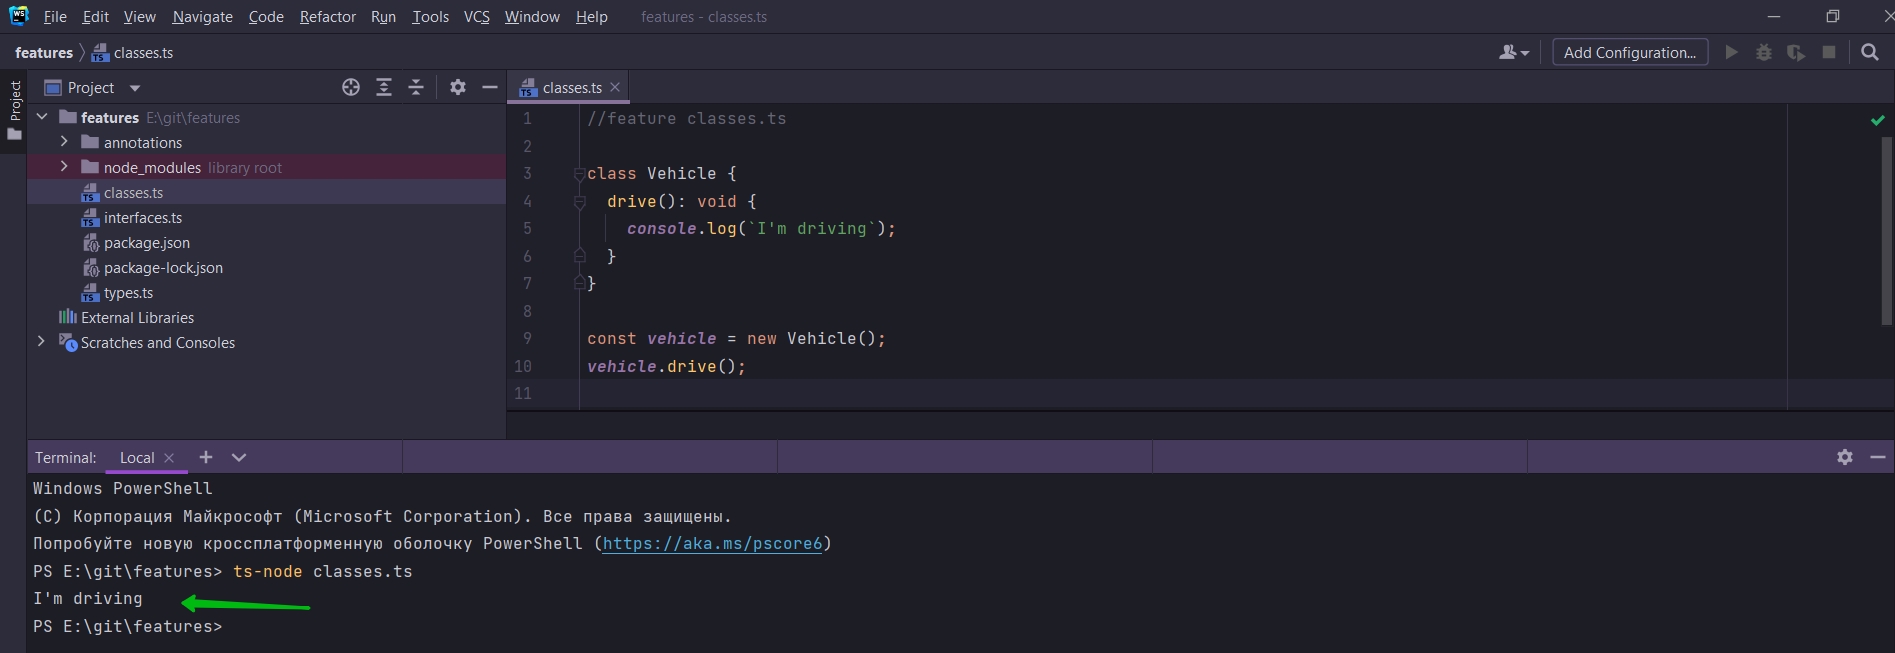 File Edit View Navigate Code Refactor Run Tools VCS Window Help features - classes.ts
features classes.ts
Add Configuration...
Project
Project
classes.ts
features E:\git\features
annotations
node_modules library root
classes.ts
interfaces.ts
package.json
package-lock.json
types.ts
External Libraries
Scratches and Consoles
1 //feature classes.ts
2
3 class Vehicle {
4 drive(): void {
5 console.log(`I'm driving`);
6 }
7 }
8
9 const vehicle = new Vehicle();
10 vehicle.drive();
11
Terminal: Local
Windows PowerShell
(C) Корпорация Майкрософт (Microsoft Corporation). Все права защищены.
Попробуйте новую кроссплатформенную оболочку PowerShell (https://aka.ms/pscore6)
PS E:\git\features> ts-node classes.ts
I'm driving
PS E:\git\features>